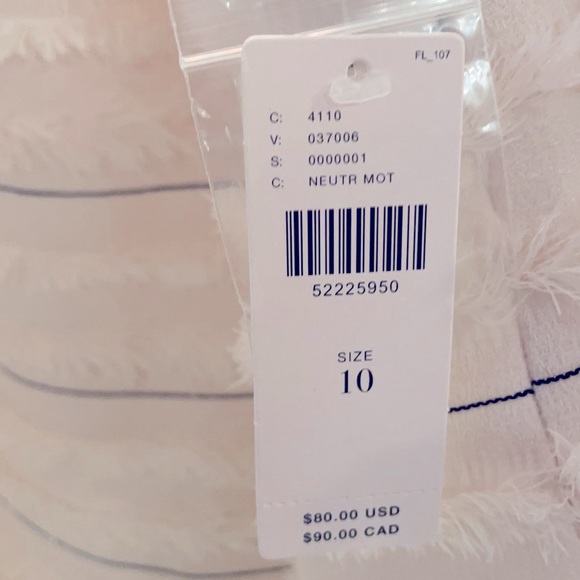 FL_107
C: 4110
V: 037006
S: 0000001
C: NEUTR MOT
52225950
SIZE
10
$80.00 USD
$90.00 CAD